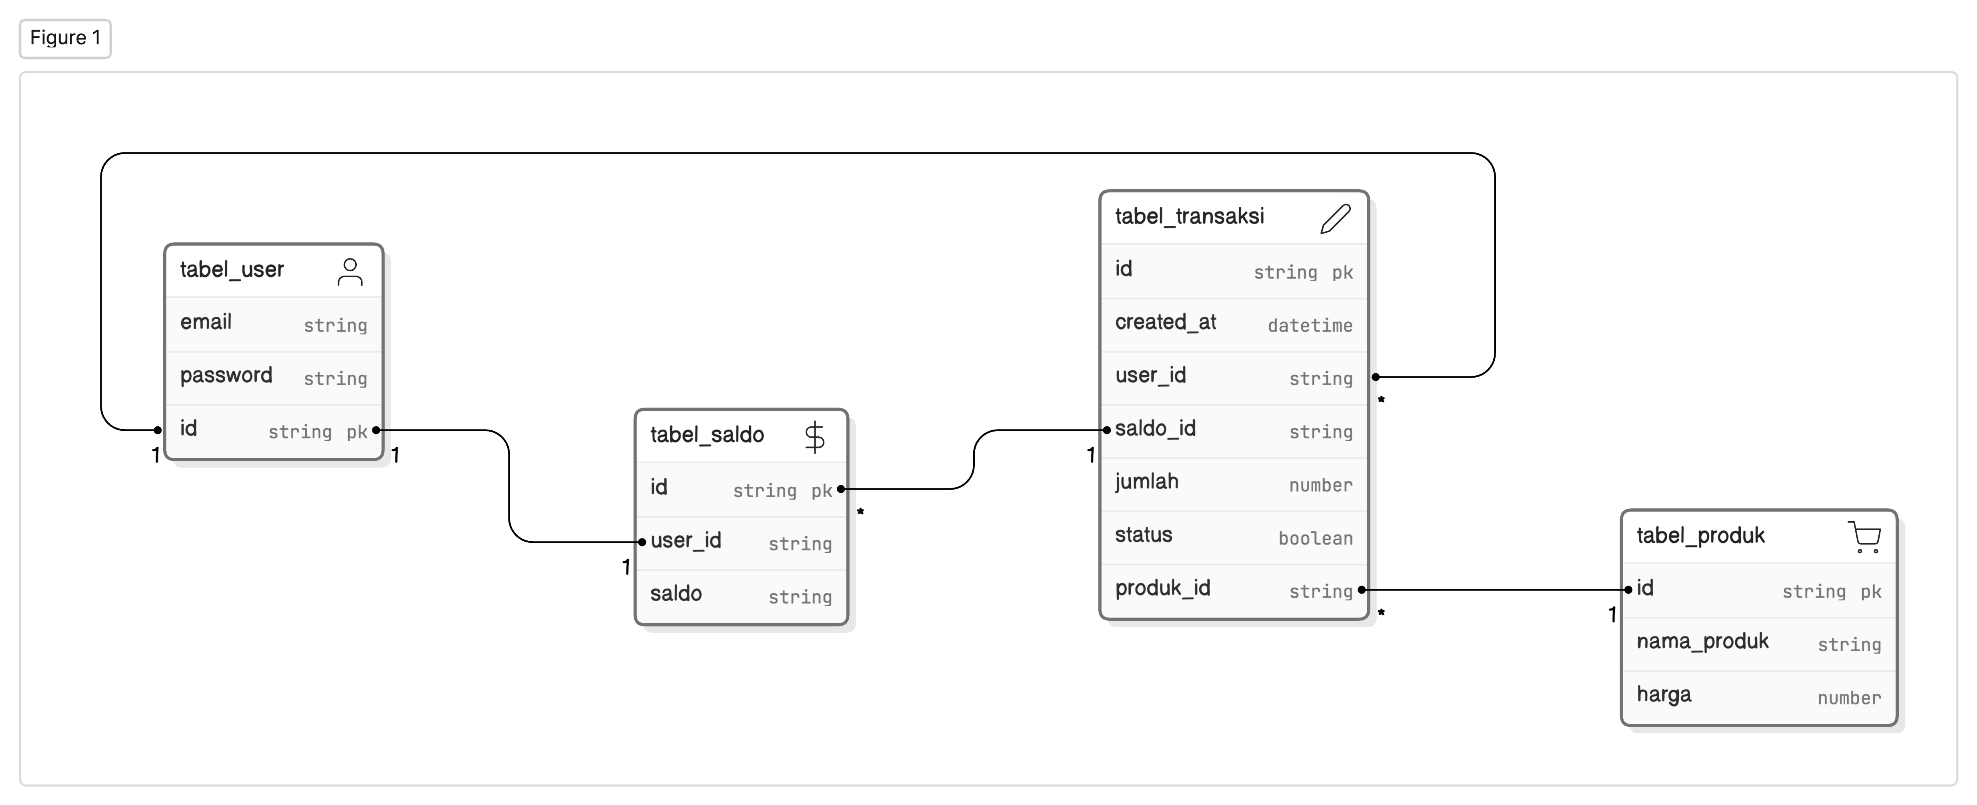 Figure 1
tabel_user
email string
password string
id string pk
1
1
tabel_saldo
id string pk
*
user_id string
1
saldo string
tabel_transaksi
id string pk
created_at datetime
user_id string
*
saldo_id string
1
jumlah number
status boolean
produk_id string
*
tabel_produk
id string pk
1
nama_produk string
harga number